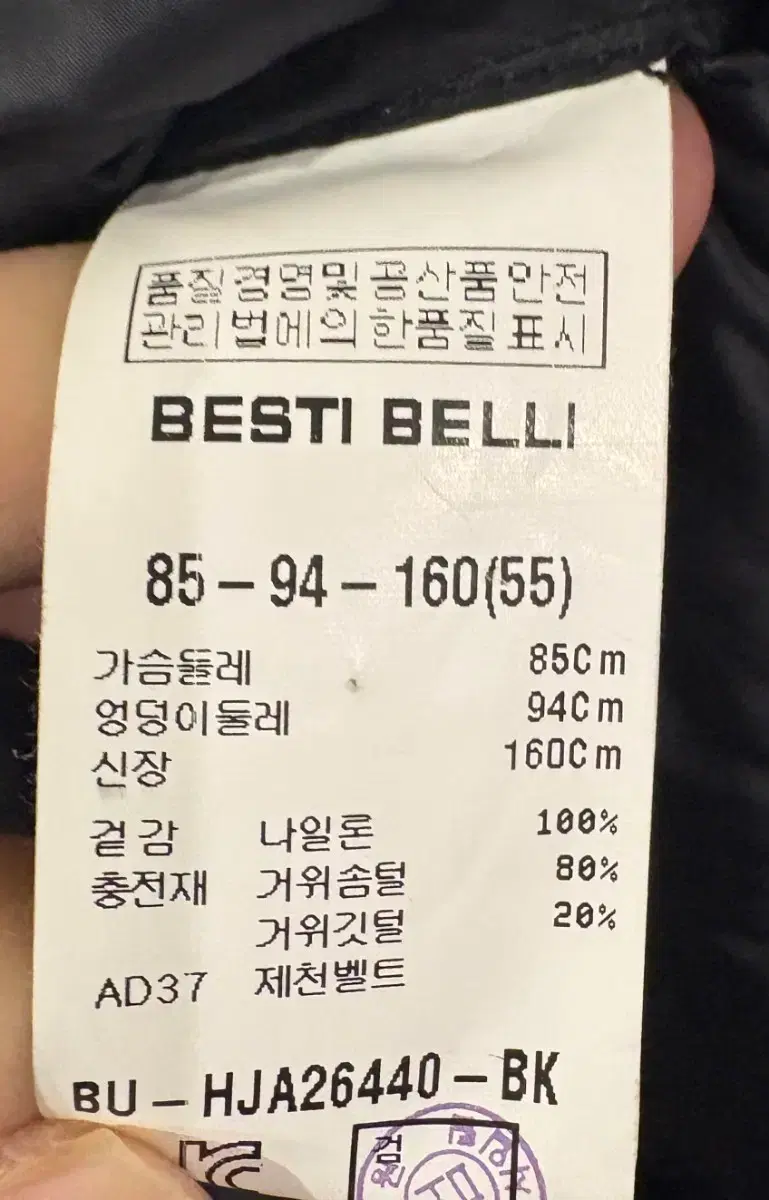 품질경영및공산품안전
관리법에의한품질표시
BESTI BELLI
85-94-160(55)
가슴둘레 85Cm
엉덩이둘레 94Cm
신장 160Cm
겉감 나일론 100%
충전재 거위솜털 80%
거위깃털 20%
AD37 제천벨트
BU-HJA26440-BK